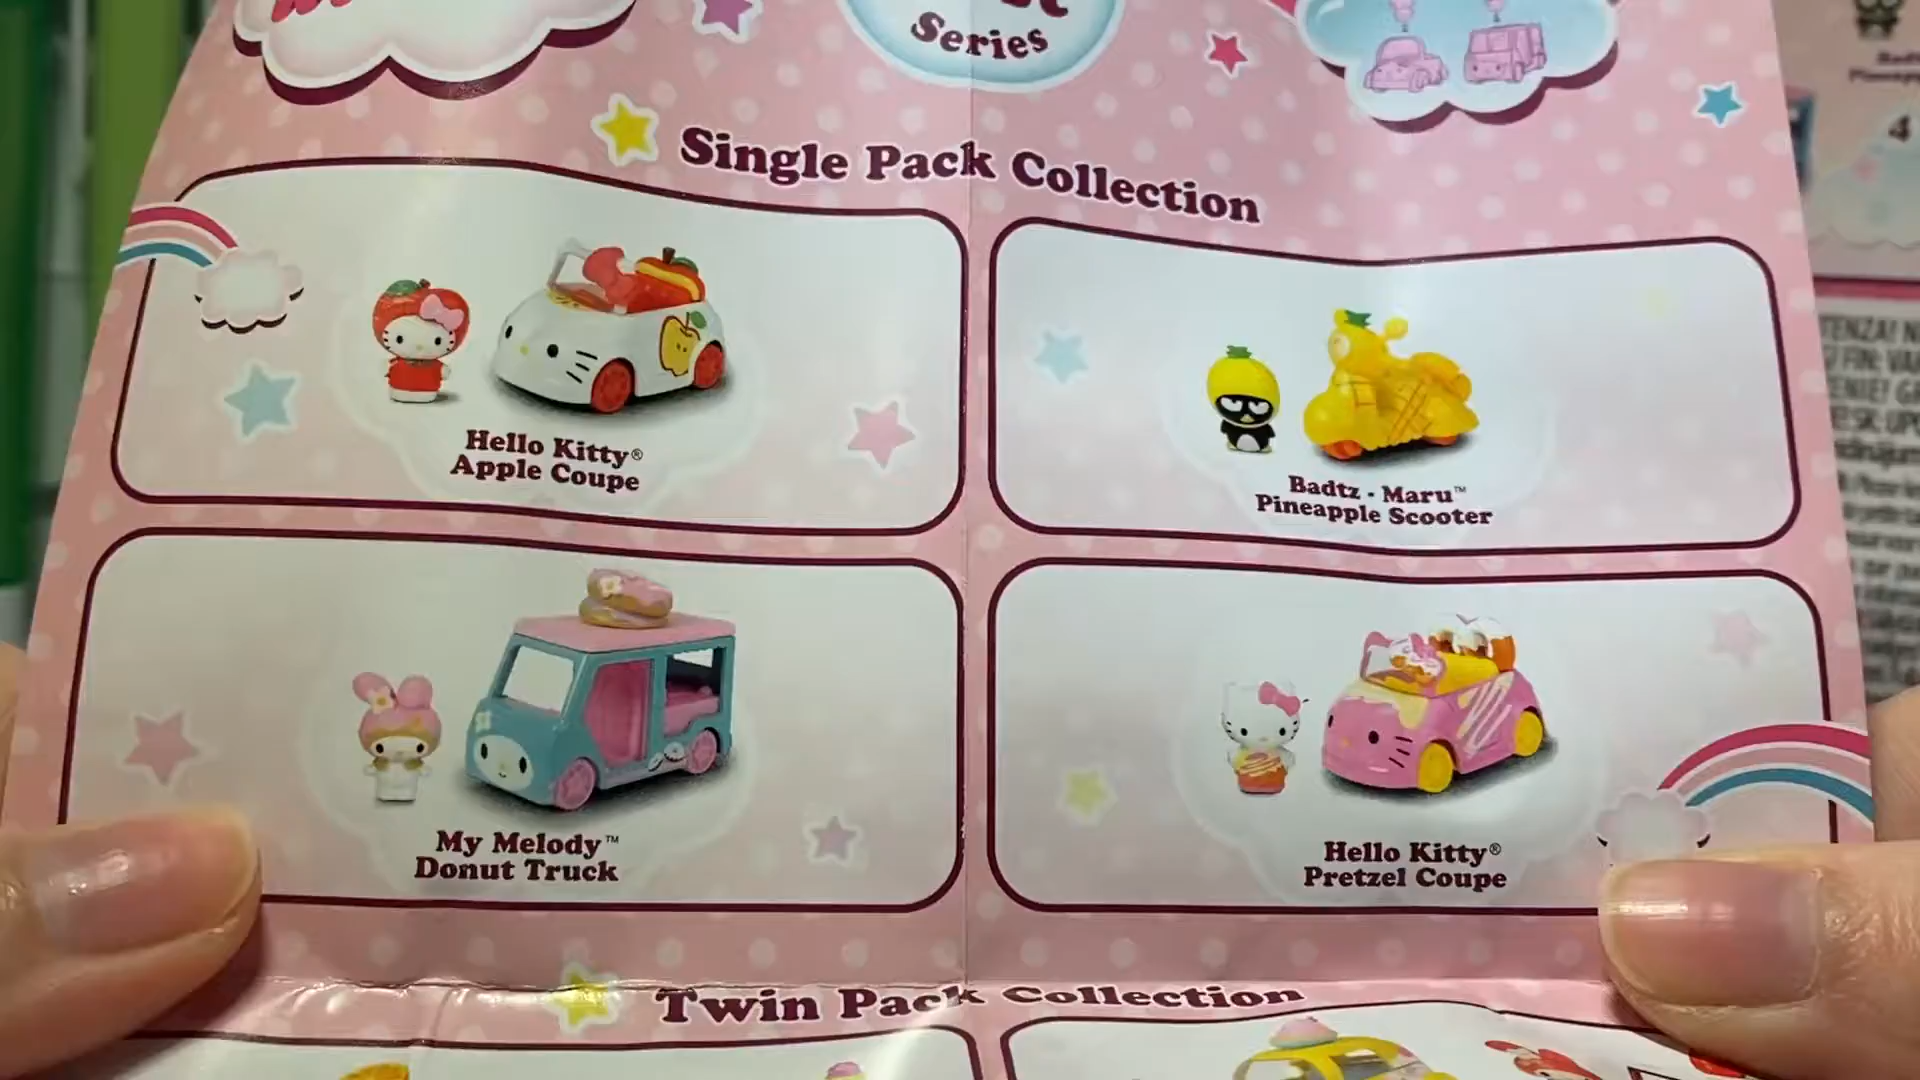 Series
Single Pack Collection
Hello Kitty®
Apple Coupe
Badtz - Maru™
Pineapple Scooter
My Melody™
Donut Truck
Hello Kitty®
Pretzel Coupe
Twin Pack Collection
4